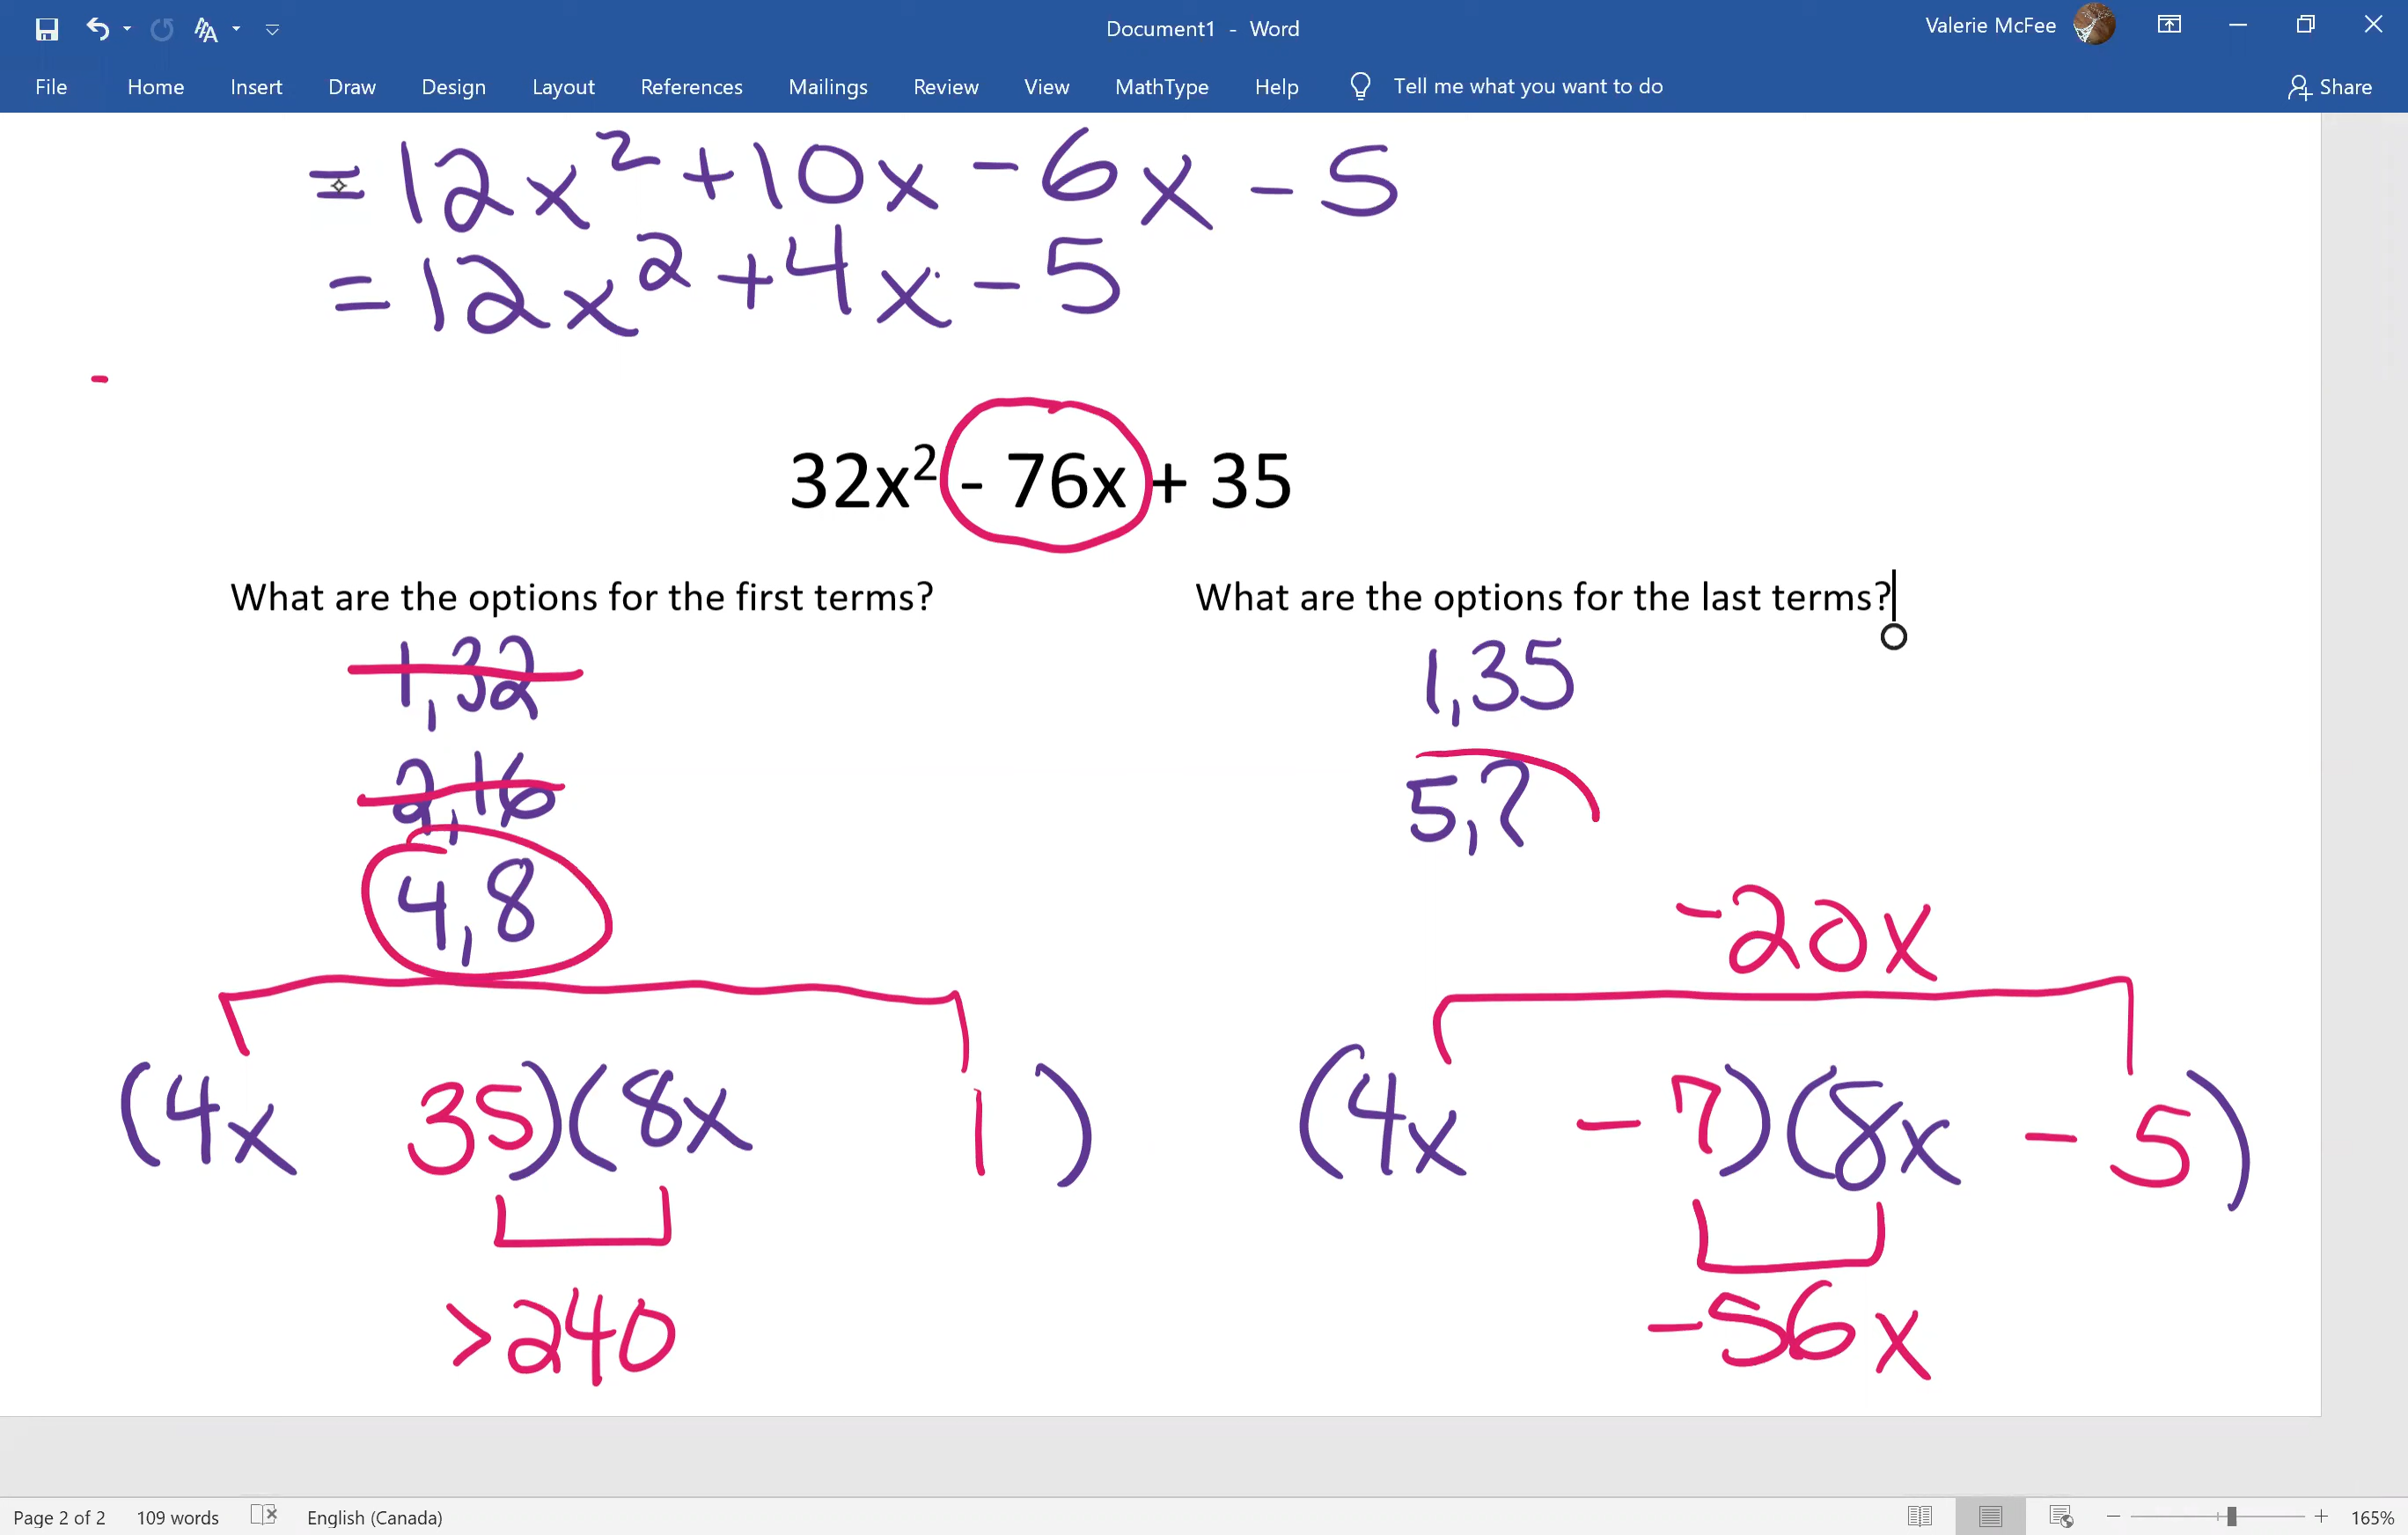 Document1 - Word
Valerie McFee
File Home Insert Draw Design Layout References Mailings Review View MathType Help Tell me what you want to do Share
= 12x² + 10x - 6x - 5
= 12x² + 4x - 5
-
32x² - 76x + 35
What are the options for the first terms? What are the options for the last terms?
1,32 1,35
2,16 5,7
4,8
-20x
(4x 35)(8x 1) (4x - 7)(8x - 5)
>240 -56x
Page 2 of 2 109 words English (Canada) 165%